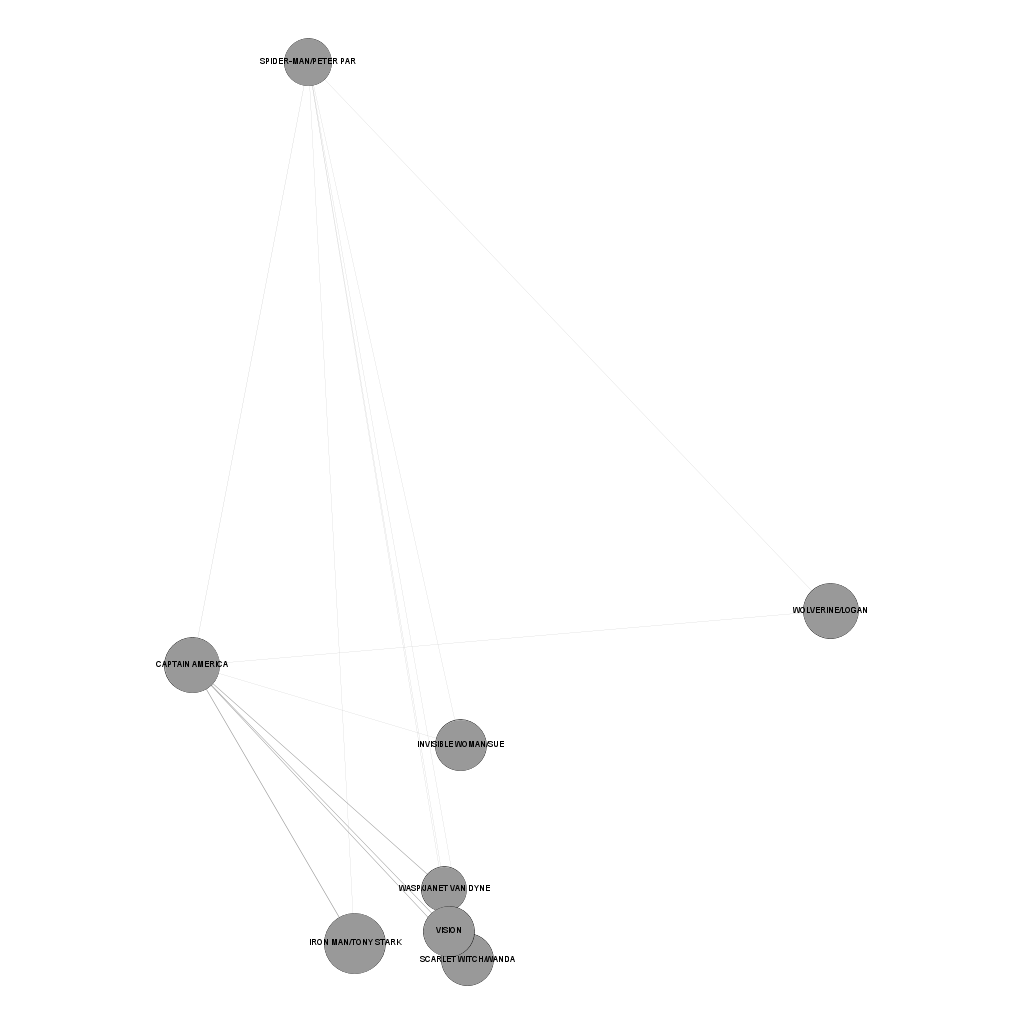 SPIDER-MAN/PETER PAR
WOLVERINE/LOGAN
CAPTAIN AMERICA
INVISIBLE WOMAN/SUE
WASP/JANET VAN DYNE
VISION
IRON MAN/TONY STARK
SCARLET WITCH/WANDA